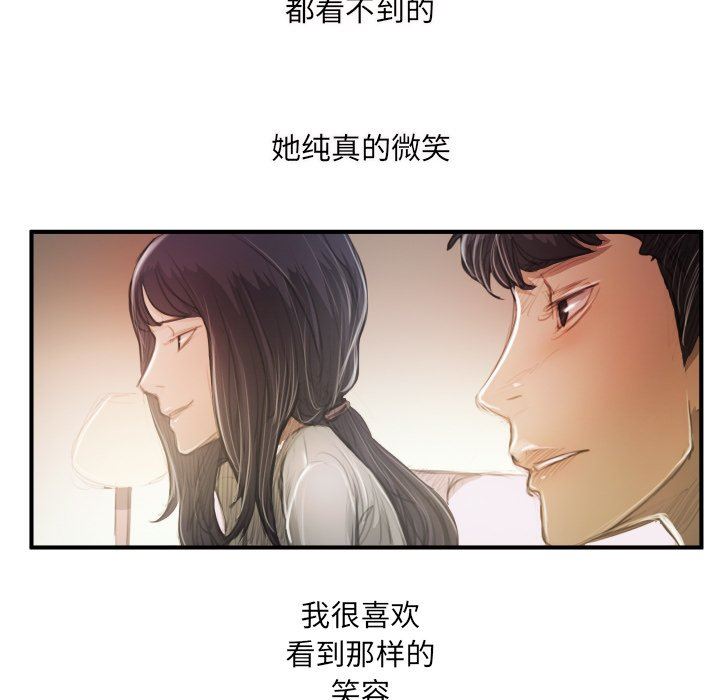 都看不到的
她纯真的微笑
我很喜欢
看到那样的
笑容